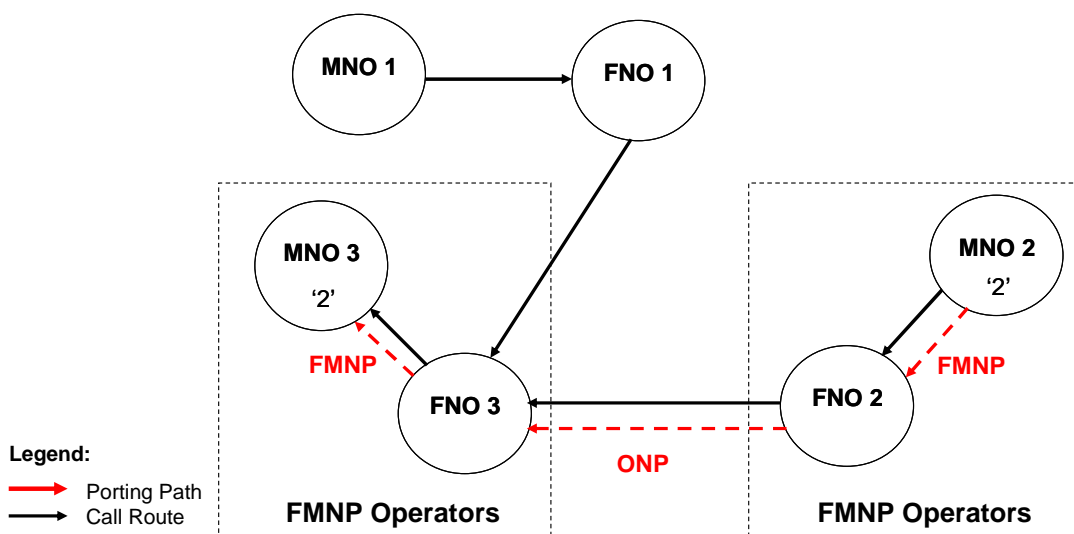 MNO 1
FNO 1
MNO 3
‘2’
MNO 2
‘2’
FMNP
FMNP
FNO 3
FNO 2
ONP
Legend:
Porting Path
Call Route
FMNP Operators
FMNP Operators